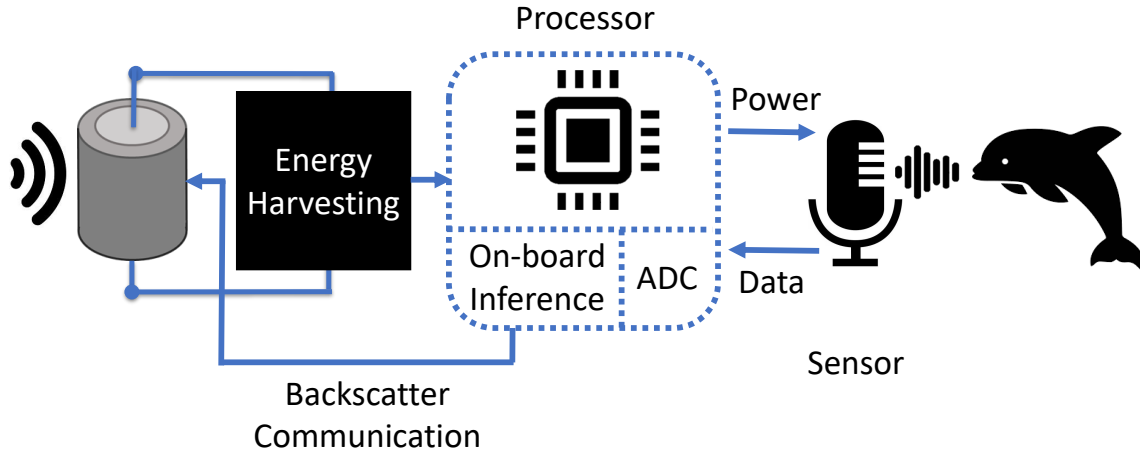 Processor
Power
Energy
Harvesting
On-board
Inference
ADC
Data
Sensor
Backscatter
Communication